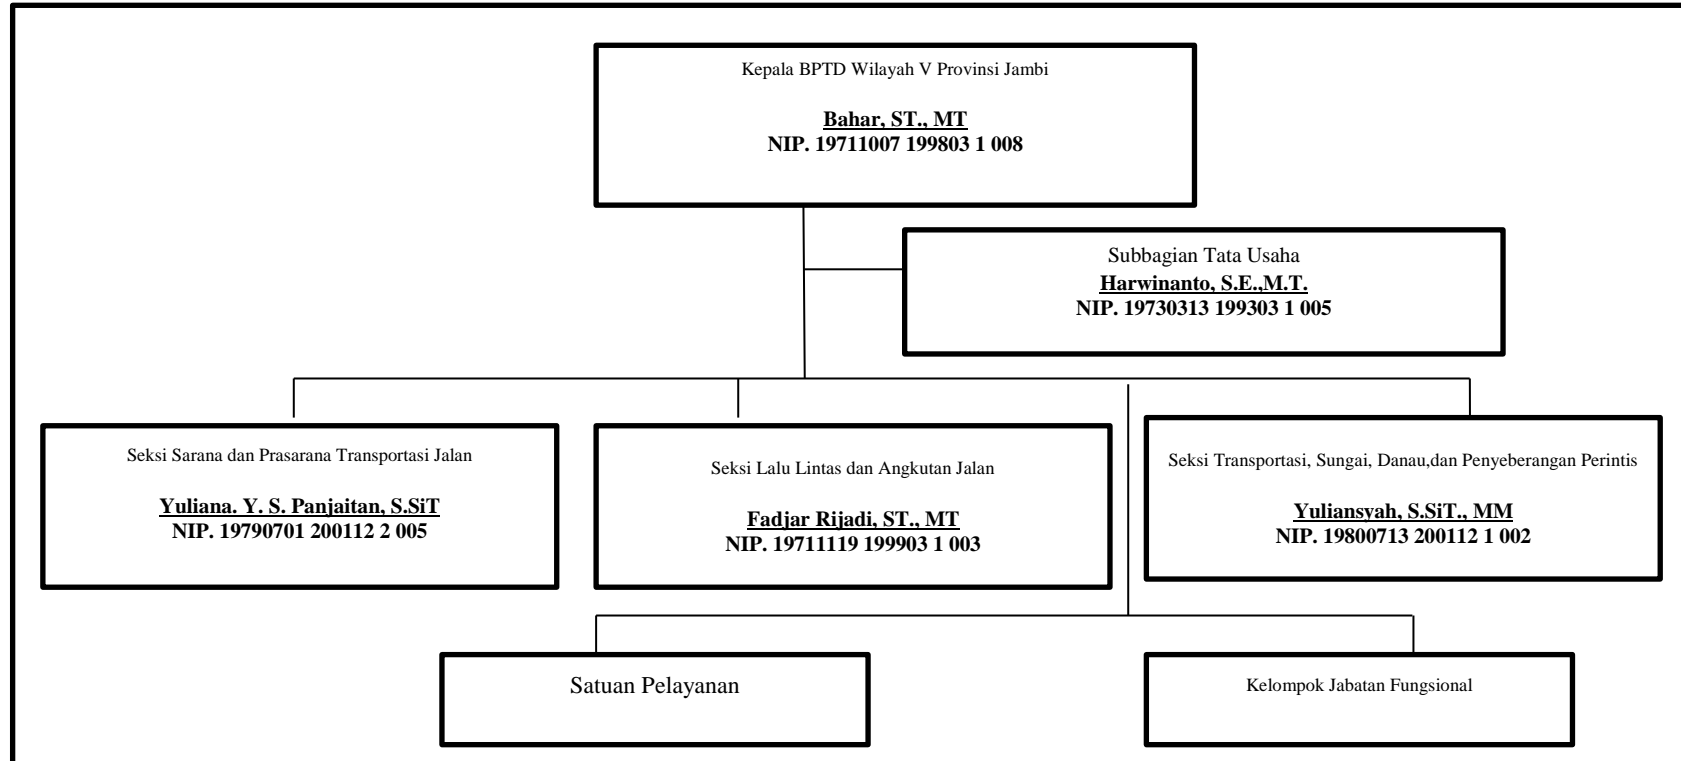 Kepala BPTD Wilayah V Provinsi Jambi
Bahar, ST., MT
NIP. 19711007 199803 1 008
Subbagian Tata Usaha
Harwinanto, S.E.,M.T.
NIP. 19730313 199303 1 005
Seksi Sarana dan Prasarana Transportasi Jalan
Yuliana. Y. S. Panjaitan, S.SiT
NIP. 19790701 200112 2 005
Seksi Lalu Lintas dan Angkutan Jalan
Fadjar Rijadi, ST., MT
NIP. 19711119 199903 1 003
Seksi Transportasi, Sungai, Danau,dan Penyeberangan Perintis
Yuliansyah, S.SiT., MM
NIP. 19800713 200112 1 002
Satuan Pelayanan
Kelompok Jabatan Fungsional